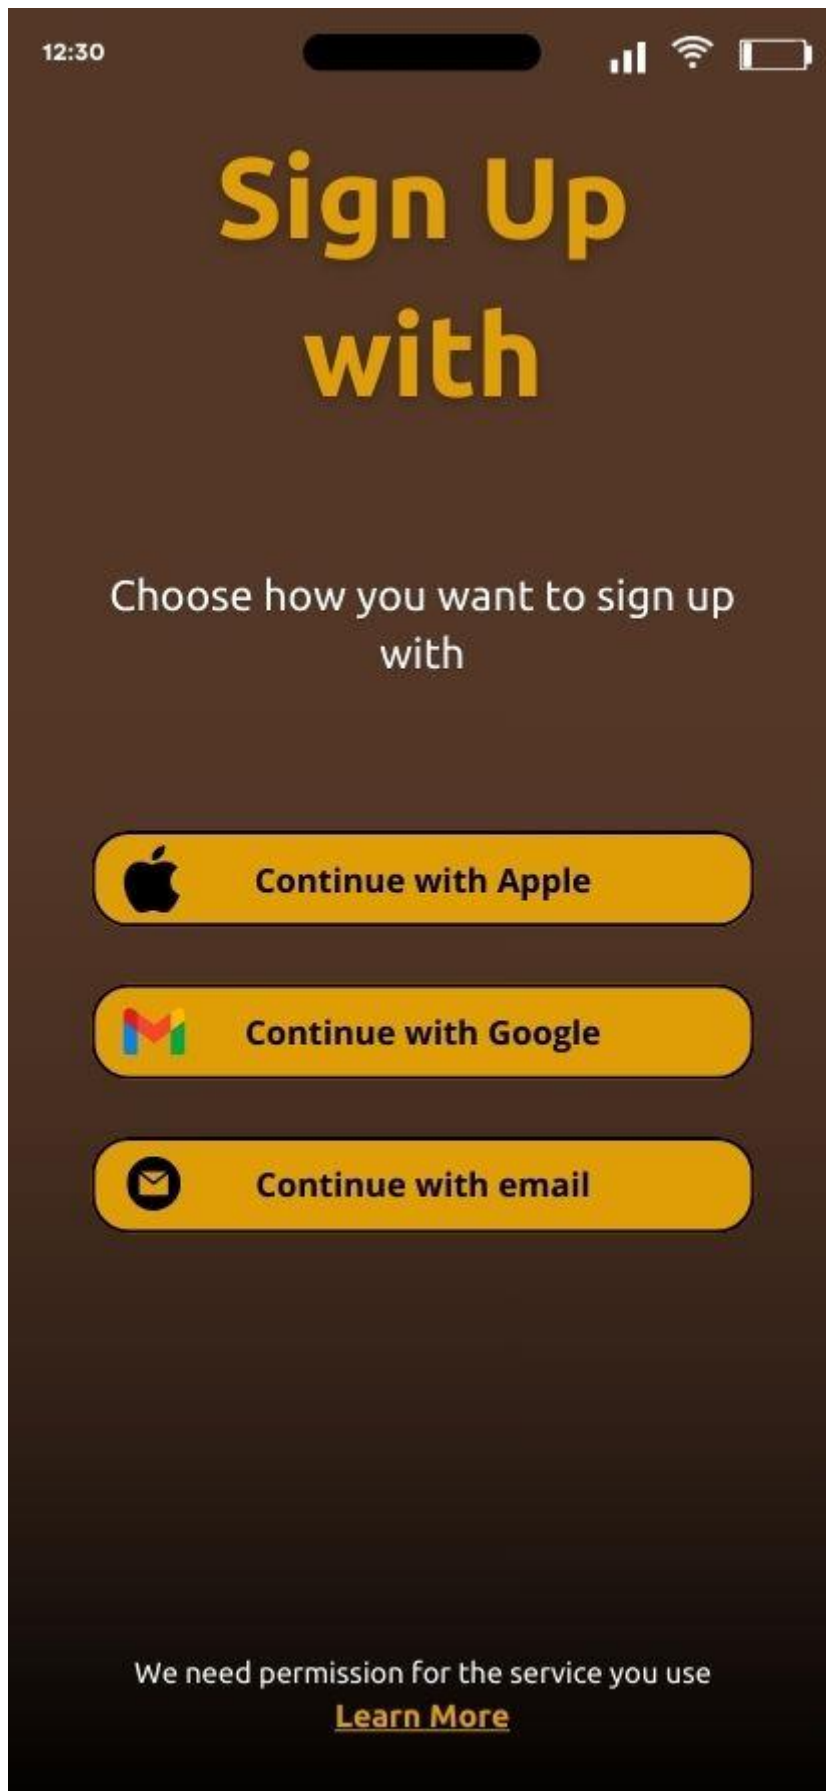 12:30
Sign Up
with
Choose how you want to sign up
with
Continue with Apple
Continue with Google
Continue with email
We need permission for the service you use
Learn More